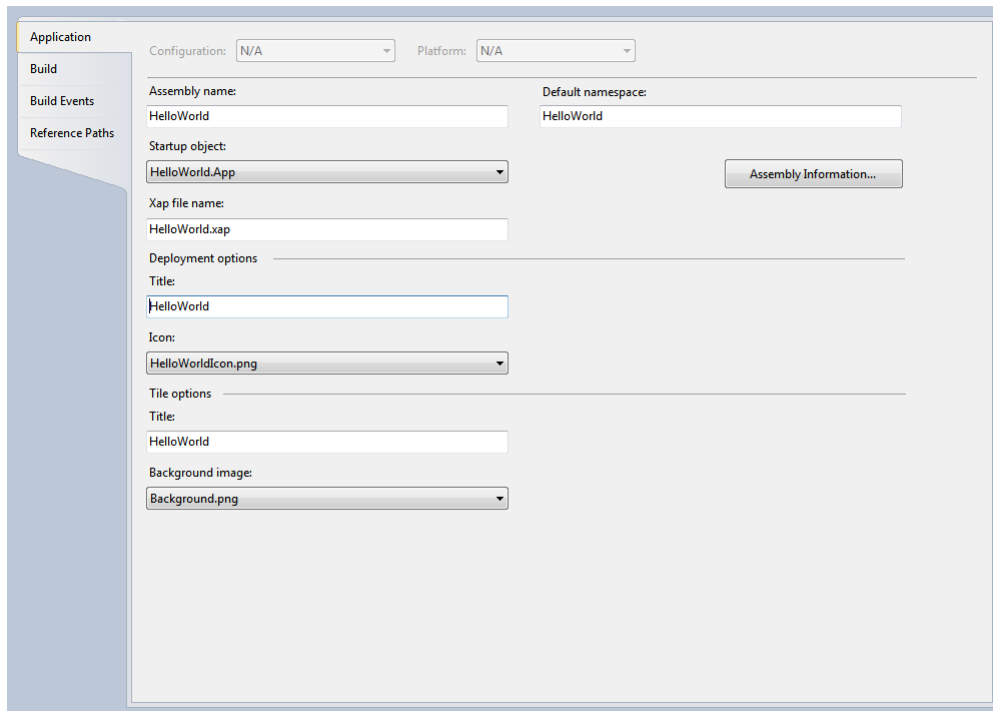 Application
Build
Build Events
Reference Paths
Configuration: N/A Platform: N/A
Assembly name: Default namespace:
HelloWorld HelloWorld
Startup object:
HelloWorld.App Assembly Information...
Xap file name:
HelloWorld.xap
Deployment options
Title:
HelloWorld
Icon:
HelloWorldIcon.png
Tile options
Title:
HelloWorld
Background image:
Background.png